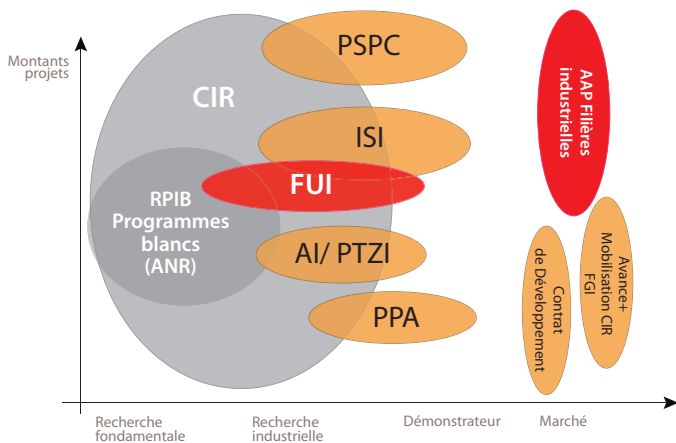 Montants
projets
PSPC
CIR
ISI
FUI
RPIB
Programmes
blancs
(ANR)
AI/ PTZI
PPA
AAP Filières
industrielles
Contrat
de Développement
Avance+
Mobilisation CIR
FGI
Recherche
fondamentale
Recherche
industrielle
Démonstrateur
Marché